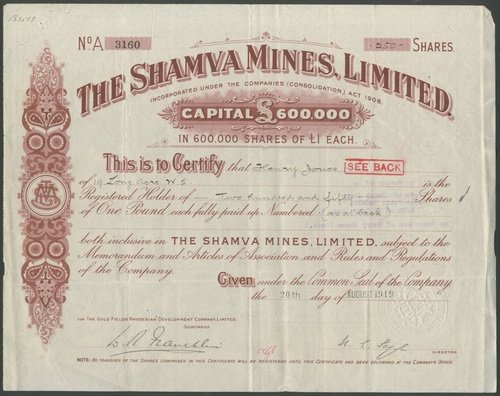 No A 3160 250 SHARES.
THE SHAMVA MINES, LIMITED.
INCORPORATED UNDER THE COMPANIES (CONSOLIDATION) ACT 1908.
CAPITAL £600.000
IN 600.000 SHARES OF £1 EACH.
This is to Certify that Henry Jones SEE BACK
of 19 Long Acre W.C. is the
Registered Holder of Two hundred and fifty Shares
of One Pound each fully paid up Numbered (as at back)
both inclusive in THE SHAMVA MINES, LIMITED, subject to the
Memorandum and Articles of Association and Rules and Regulations
of the Company.
Given under the Common Seal of the Company
the 20th day of AUGUST 1919
FOR THE GOLD FIELDS RHODESIAN DEVELOPMENT COMPANY, LIMITED.
SECRETARIES
DIRECTOR
NOTE: NO TRANSFER OF THE SHARES COMPRISED IN THIS CERTIFICATE WILL BE REGISTERED UNTIL THIS CERTIFICATE HAS BEEN DELIVERED AT THE COMPANY'S OFFICE.